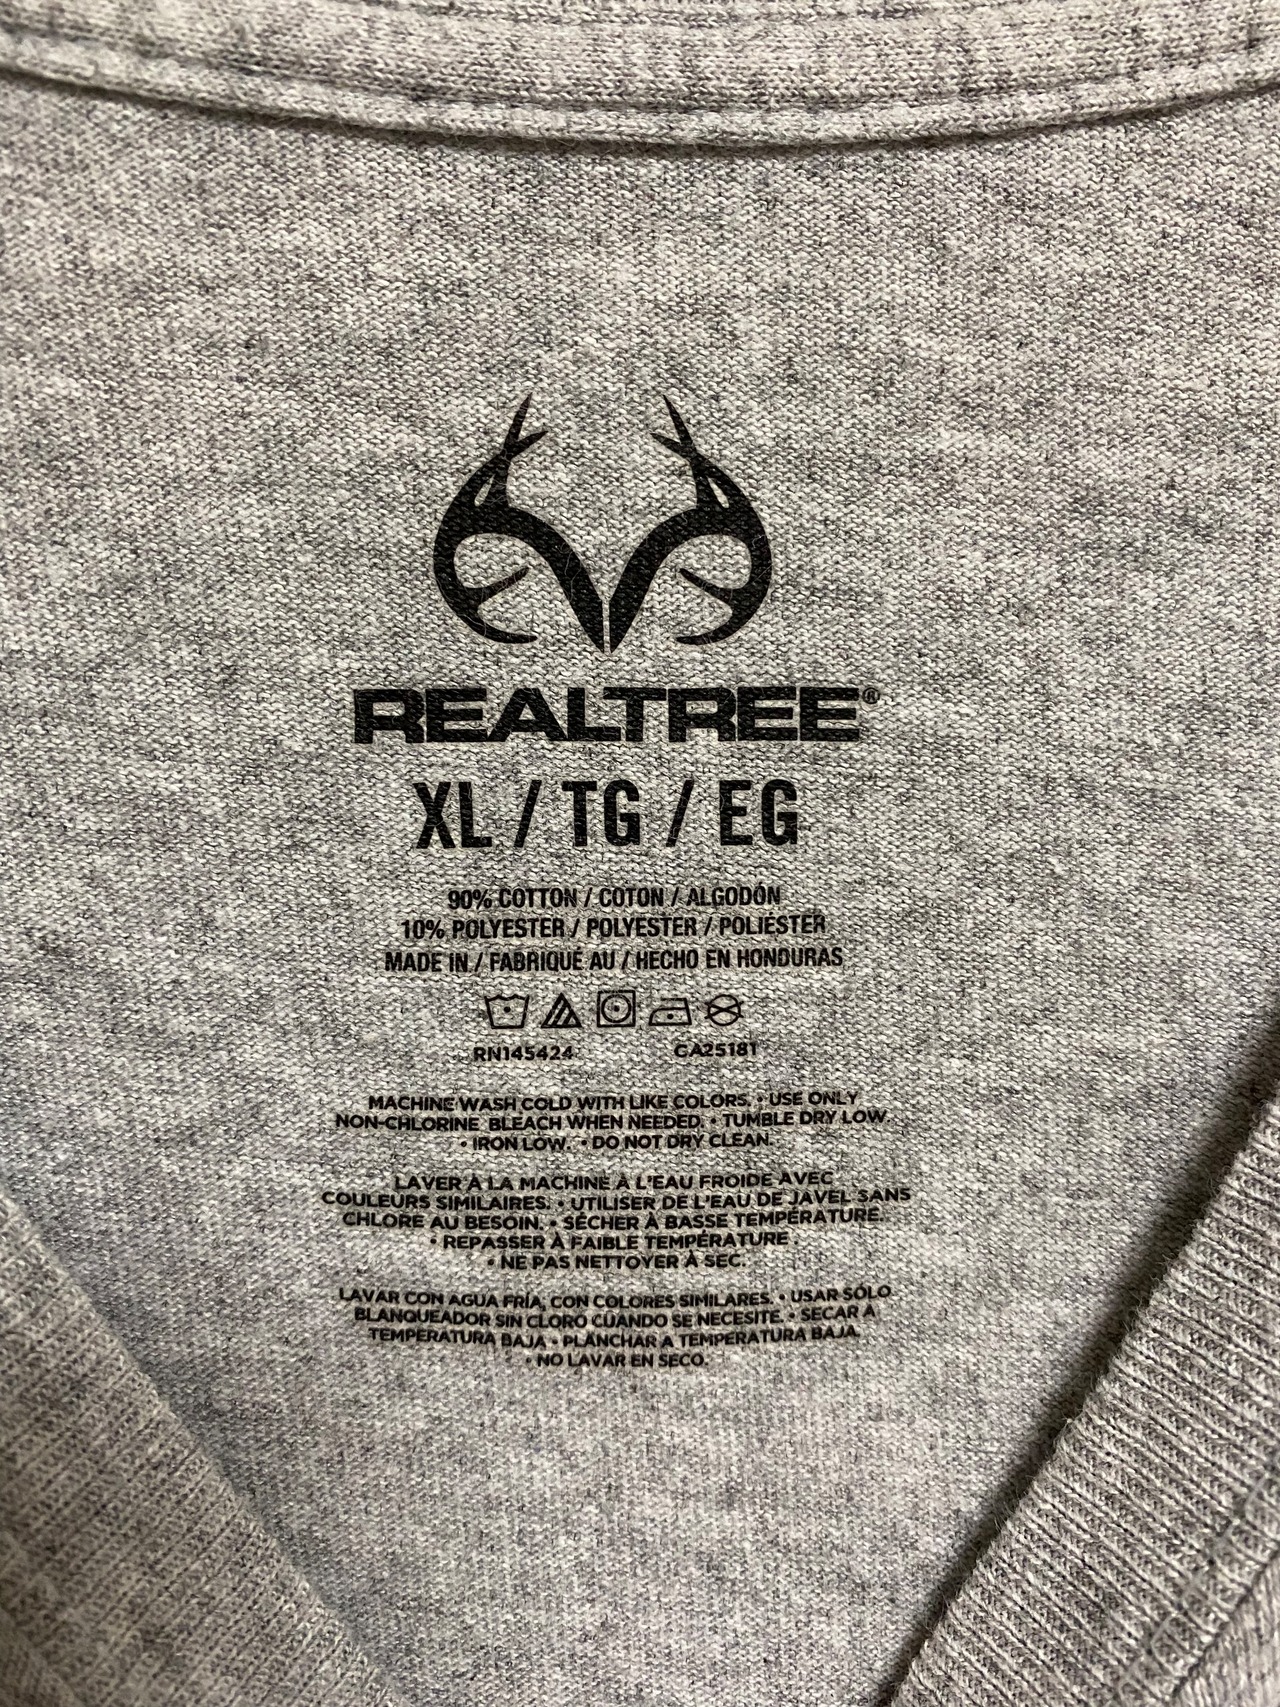 REALTREE®
XL / TG / EG
90% COTTON / COTON / ALGODÓN
10% POLYESTER / POLYESTER / POLIÉSTER
MADE IN / FABRIQUÉ AU / HECHO EN HONDURAS
RN145424 CA25181
MACHINE WASH COLD WITH LIKE COLORS. • USE ONLY
NON-CHLORINE BLEACH WHEN NEEDED. • TUMBLE DRY LOW.
• IRON LOW. • DO NOT DRY CLEAN.
LAVER À LA MACHINE À L'EAU FROIDE AVEC
COULEURS SIMILAIRES. • UTILISER DE L'EAU DE JAVEL SANS
CHLORE AU BESOIN. • SÉCHER À BASSE TEMPÉRATURE.
• REPASSER À FAIBLE TEMPÉRATURE.
• NE PAS NETTOYER À SEC.
LAVAR CON AGUA FRÍA, CON COLORES SIMILARES. • USAR SÓLO
BLANQUEADOR SIN CLORO CUANDO SE NECESITE. • SECAR A
TEMPERATURA BAJA • PLANCHAR A TEMPERATURA BAJA.
• NO LAVAR EN SECO.